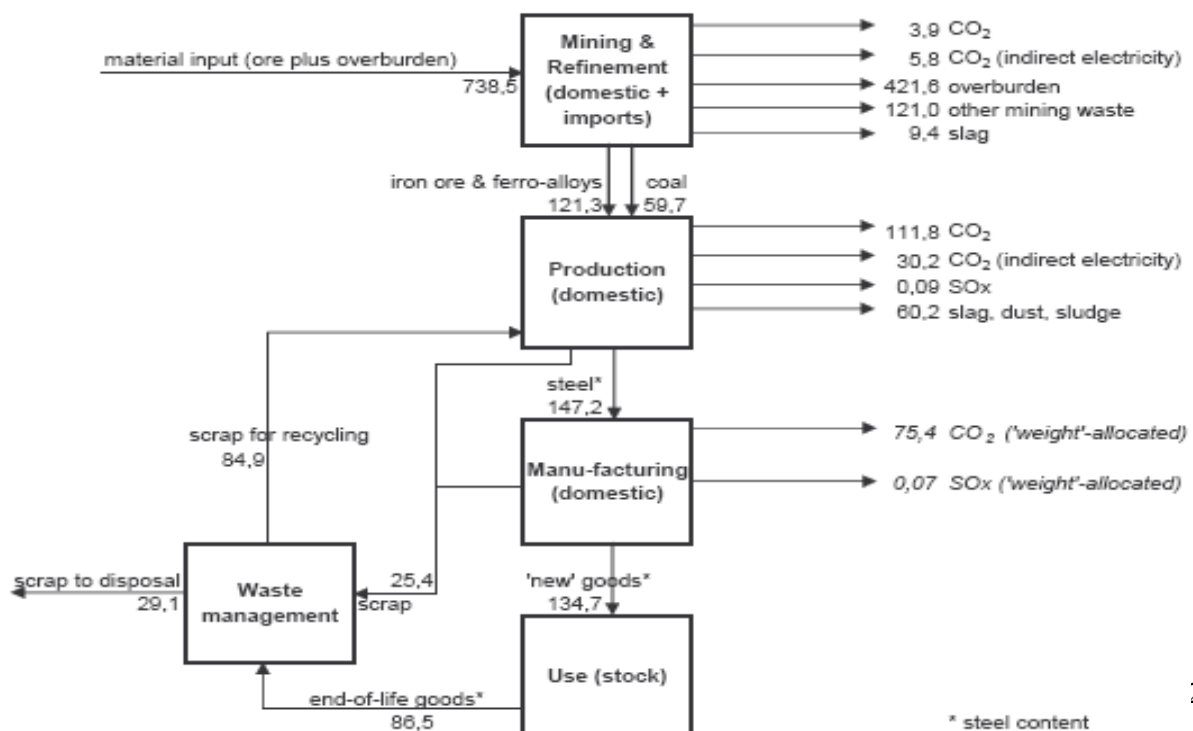 material input (ore plus overburden)
738,5
Mining &
Refinement
(domestic +
imports)
3,9 CO₂
5,8 CO₂ (indirect electricity)
421,6 overburden
121,0 other mining waste
9,4 slag
iron ore & ferro-alloys
121,3
coal
59,7
Production
(domestic)
111,8 CO₂
30,2 CO₂ (indirect electricity)
0,09 SOx
60,2 slag, dust, sludge
steel*
147,2
scrap for recycling
84,9
Manu-facturing
(domestic)
75,4 CO₂ ('weight'-allocated)
0,07 SOx ('weight'-allocated)
scrap to disposal
29,1
Waste
management
25,4
scrap
'new' goods*
134,7
Use (stock)
end-of-life goods*
86,5
* steel content